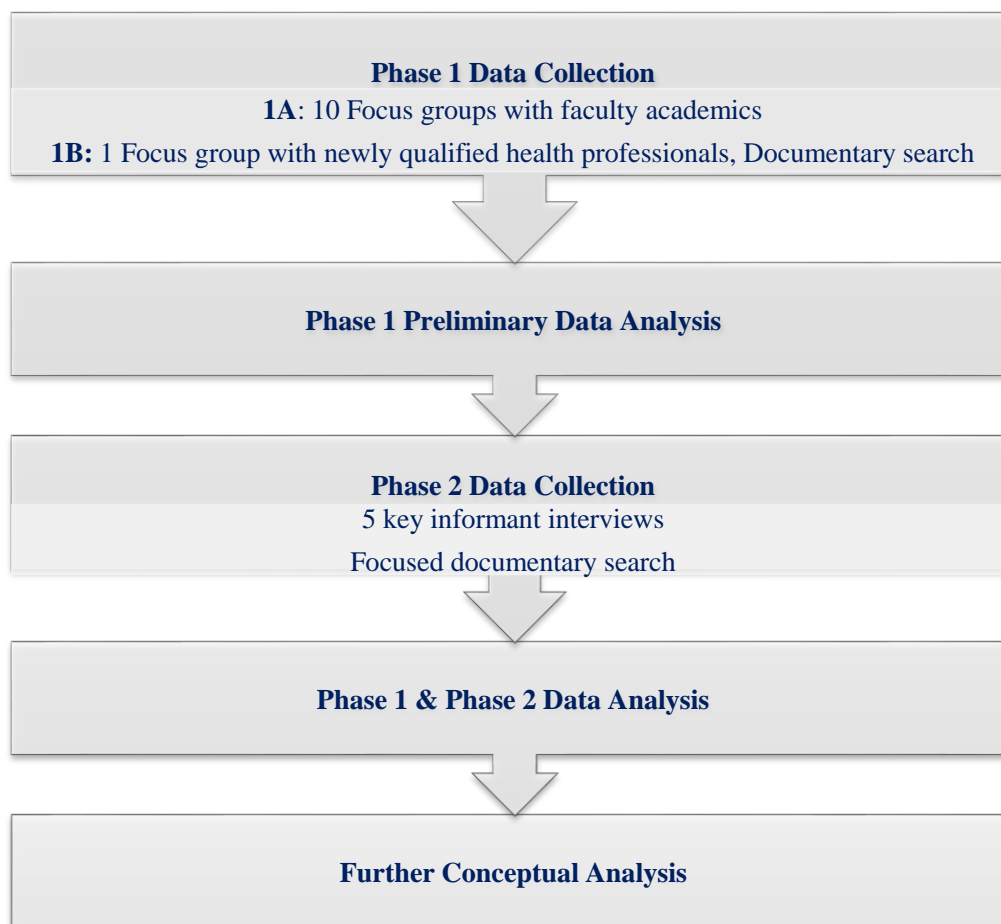 Phase 1 Data Collection
1A: 10 Focus groups with faculty academics
1B: 1 Focus group with newly qualified health professionals, Documentary search
Phase 1 Preliminary Data Analysis
Phase 2 Data Collection
5 key informant interviews
Focused documentary search
Phase 1 & Phase 2 Data Analysis
Further Conceptual Analysis